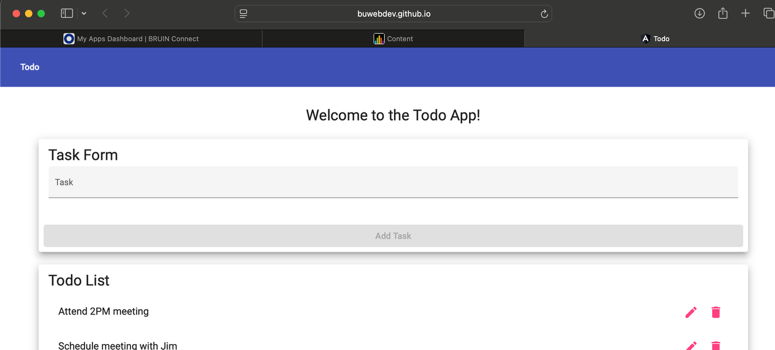 buwebdev.github.io
My Apps Dashboard | BRUIN Connect
Content
A Todo
Todo
Welcome to the Todo App!
Task Form
Task
Add Task
Todo List
Attend 2PM meeting
Schedule meeting with Jim